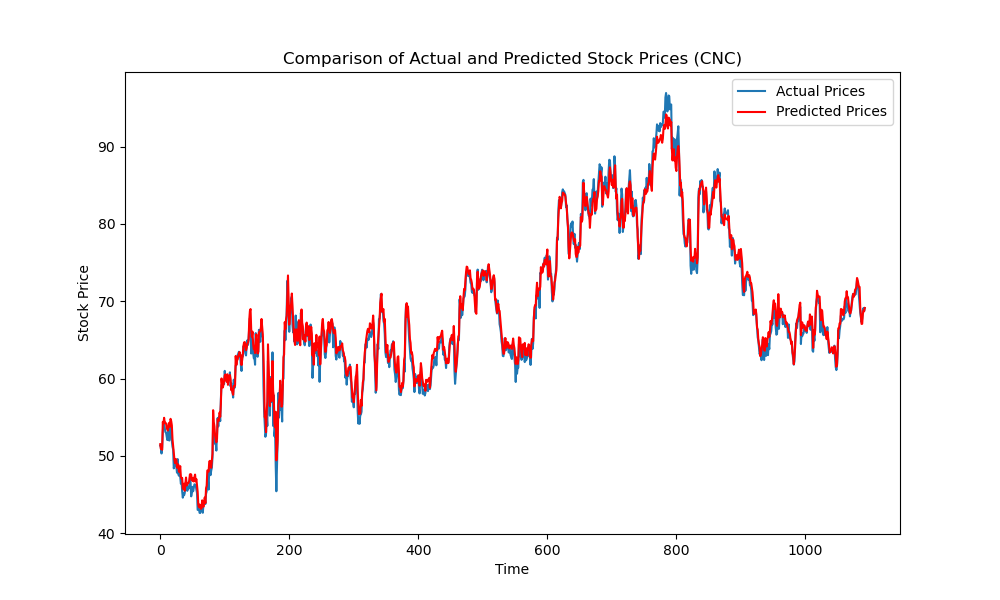 Comparison of Actual and Predicted Stock Prices (CNC)
Actual Prices
Predicted Prices
90
80
70
60
50
40
Stock Price
0 200 400 600 800 1000
Time